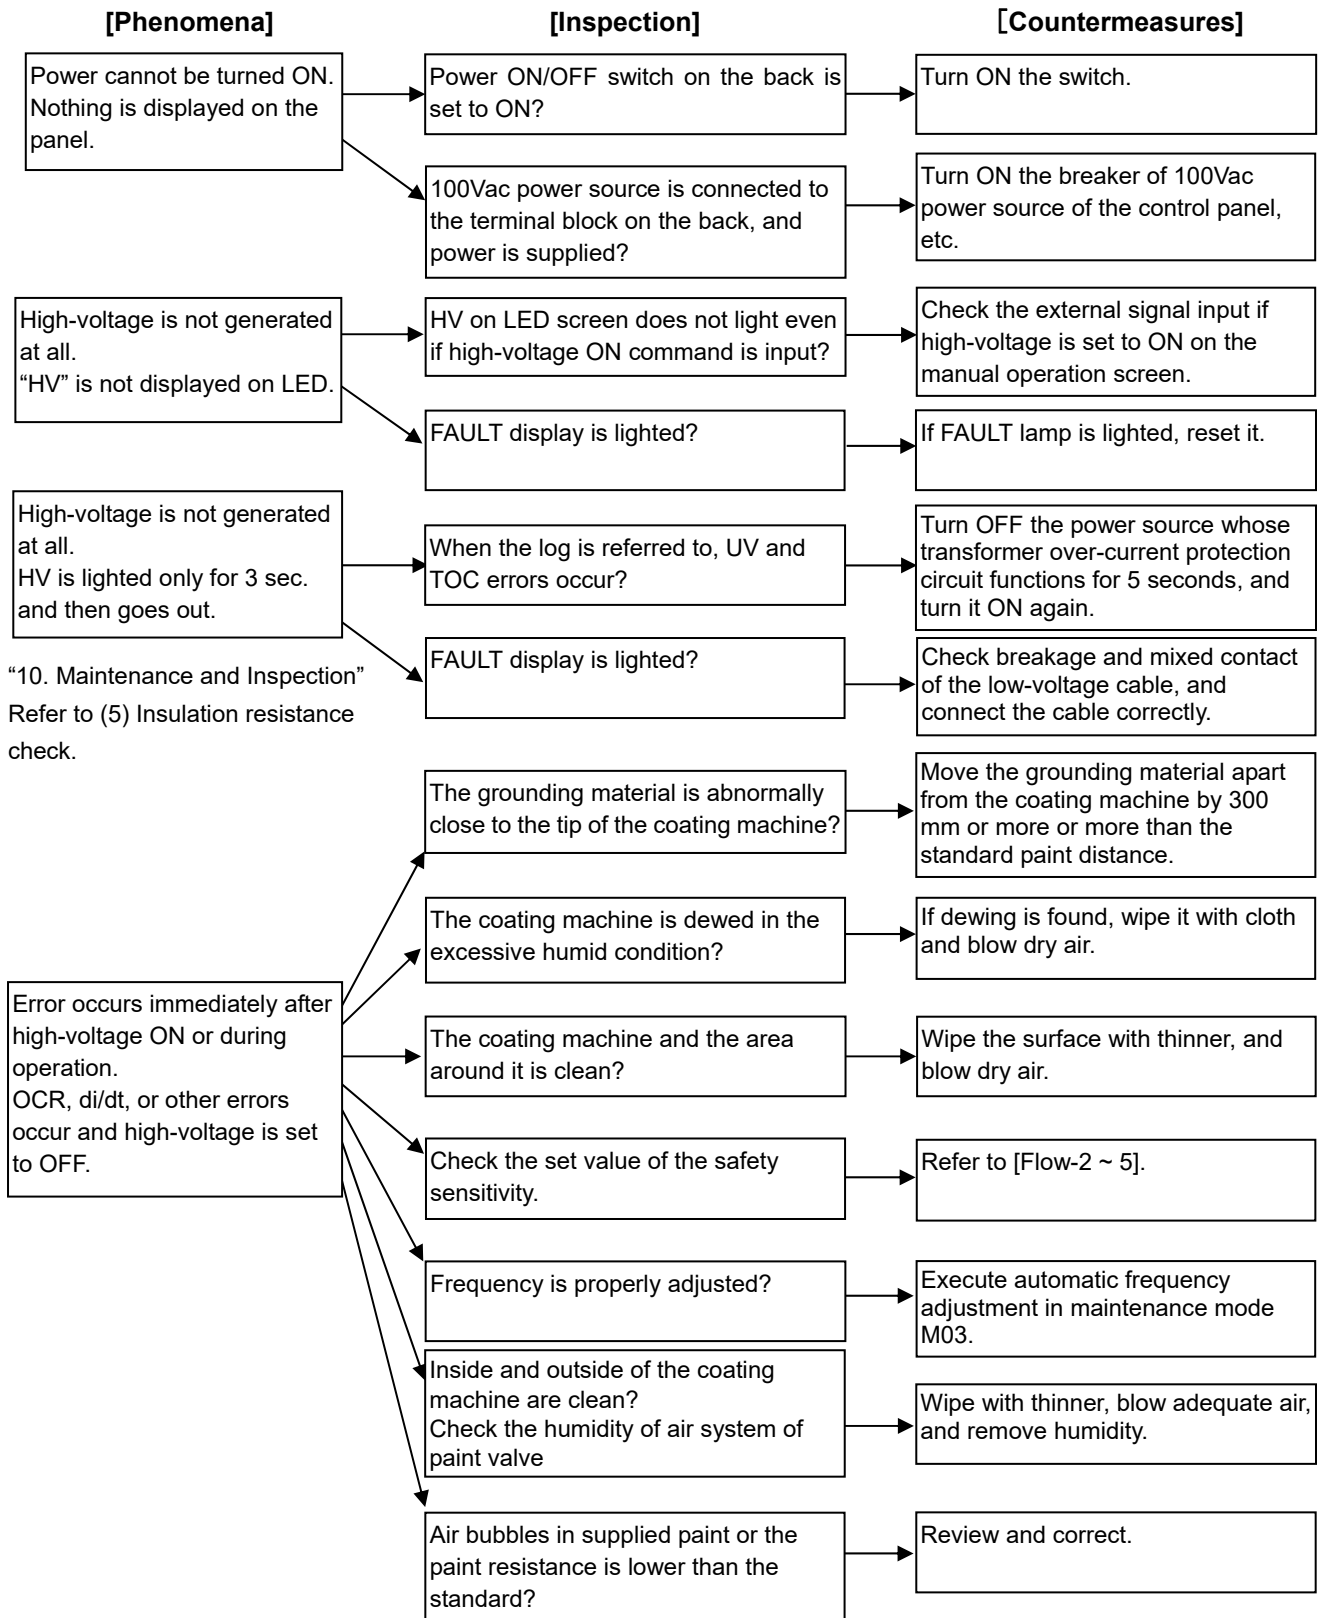 [Phenomena]
[Inspection]
［Countermeasures]
Power cannot be turned ON.
Nothing is displayed on the
panel.
Power ON/OFF switch on the back is
set to ON?
Turn ON the switch.
100Vac power source is connected to
the terminal block on the back, and
power is supplied?
Turn ON the breaker of 100Vac
power source of the control panel,
etc.
High-voltage is not generated
at all.
“HV” is not displayed on LED.
HV on LED screen does not light even
if high-voltage ON command is input?
Check the external signal input if
high-voltage is set to ON on the
manual operation screen.
FAULT display is lighted?
If FAULT lamp is lighted, reset it.
High-voltage is not generated
at all.
HV is lighted only for 3 sec.
and then goes out.
When the log is referred to, UV and
TOC errors occur?
Turn OFF the power source whose
transformer over-current protection
circuit functions for 5 seconds, and
turn it ON again.
FAULT display is lighted?
Check breakage and mixed contact
of the low-voltage cable, and
connect the cable correctly.
“10. Maintenance and Inspection”
Refer to (5) Insulation resistance
check.
The grounding material is abnormally
close to the tip of the coating machine?
Move the grounding material apart
from the coating machine by 300
mm or more or more than the
standard paint distance.
The coating machine is dewed in the
excessive humid condition?
If dewing is found, wipe it with cloth
and blow dry air.
Error occurs immediately after
high-voltage ON or during
operation.
OCR, di/dt, or other errors
occur and high-voltage is set
to OFF.
The coating machine and the area
around it is clean?
Wipe the surface with thinner, and
blow dry air.
Check the set value of the safety
sensitivity.
Refer to [Flow-2 ~ 5].
Frequency is properly adjusted?
Execute automatic frequency
adjustment in maintenance mode
M03.
Inside and outside of the coating
machine are clean?
Check the humidity of air system of
paint valve
Wipe with thinner, blow adequate air,
and remove humidity.
Air bubbles in supplied paint or the
paint resistance is lower than the
standard?
Review and correct.